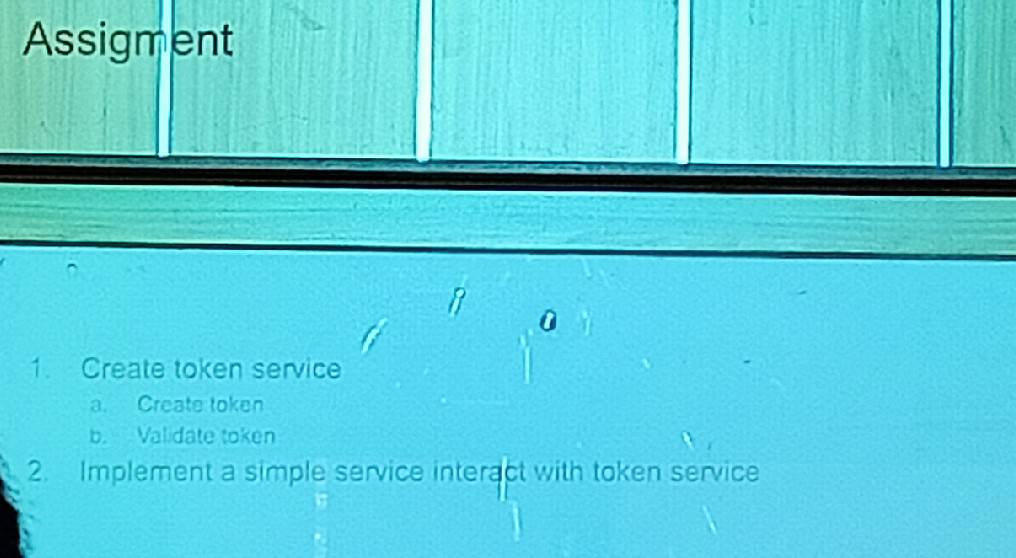 Assigment
1. Create token service
a. Create token
b. Validate token
2. Implement a simple service interact with token service